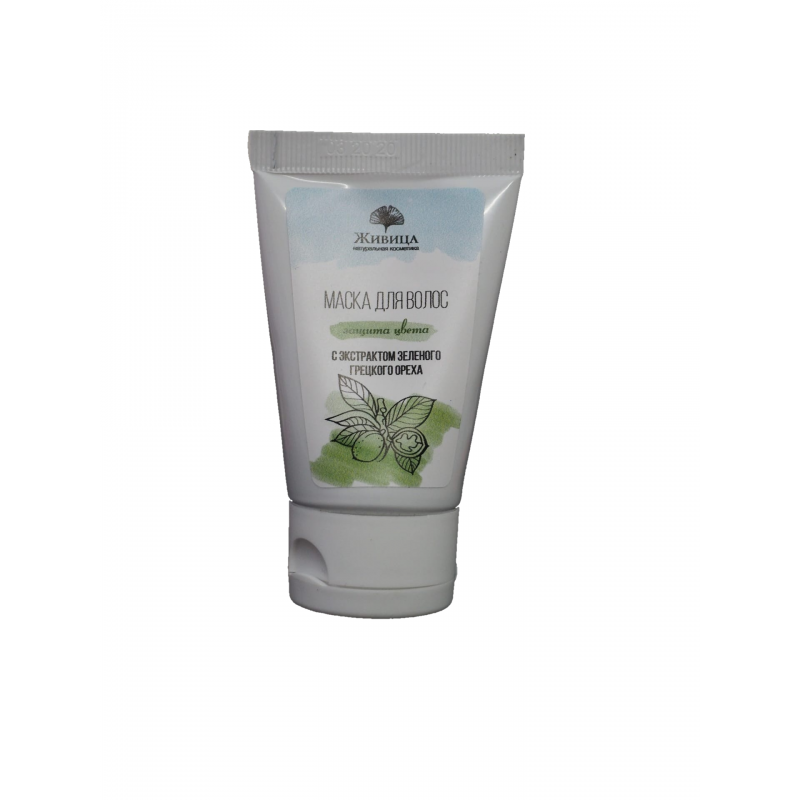 Живица
натуральная косметика
МАСКА ДЛЯ ВОЛОС
защита цвета
С ЭКСТРАКТОМ ЗЕЛЕНОГО
ГРЕЦКОГО ОРЕХА